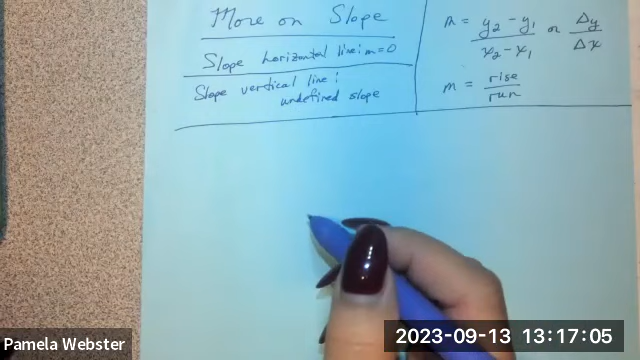 More on Slope
Slope horizontal line: m=0
Slope vertical line:
undefined slope
m = y₂ - y₁ / x₂ - x₁ or Δy / Δx
m = rise / run
Pamela Webster
2023-09-13 13:17:05